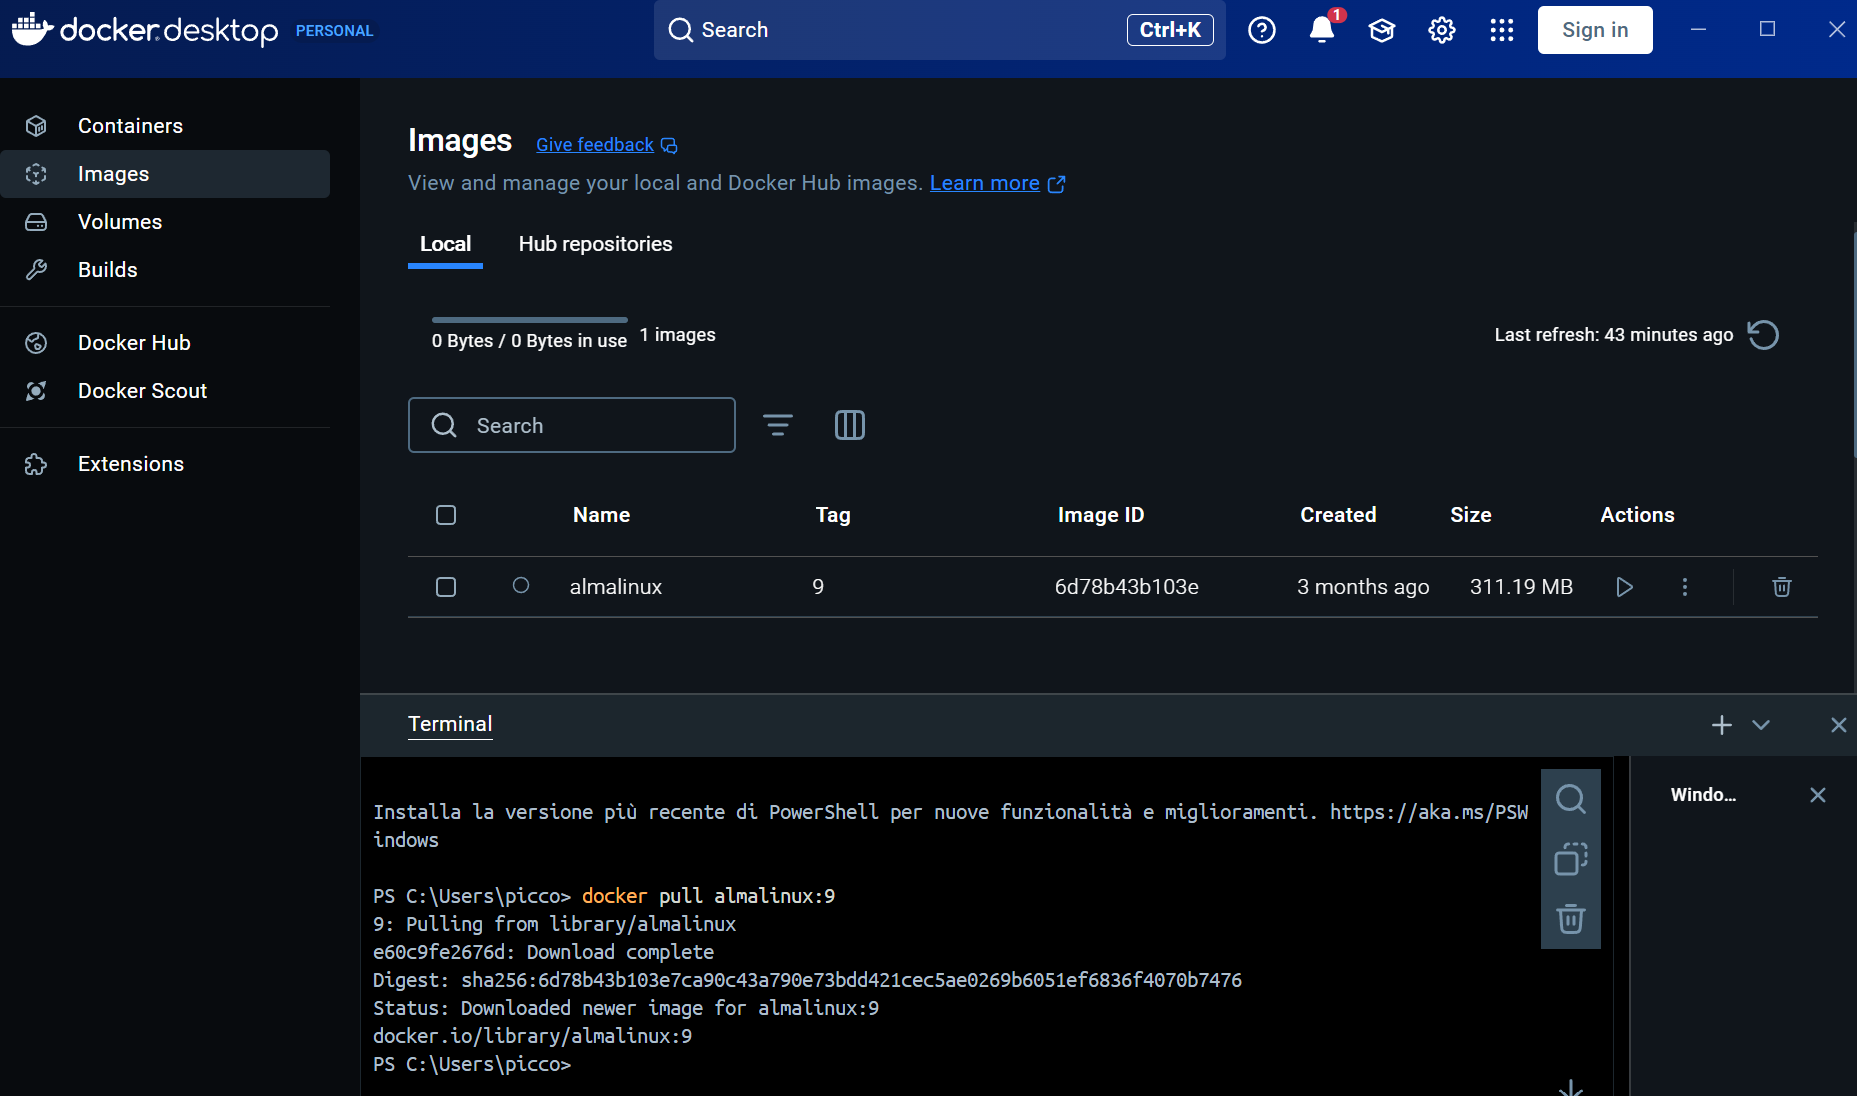 docker.desktop PERSONAL
Search
Ctrl+K
1
Sign in
Containers
Images
Volumes
Builds
Docker Hub
Docker Scout
Extensions
Images
Give feedback
View and manage your local and Docker Hub images. Learn more
Local
Hub repositories
0 Bytes / 0 Bytes in use
1 images
Last refresh: 43 minutes ago
Search
Name Tag Image ID Created Size Actions
almalinux 9 6d78b43b103e 3 months ago 311.19 MB
Terminal
Installa la versione più recente di PowerShell per nuove funzionalità e miglioramenti. https://aka.ms/PSW
indows
PS C:\Users\picco> docker pull almalinux:9
9: Pulling from library/almalinux
e60c9fe2676d: Download complete
Digest: sha256:6d78b43b103e7ca90c43a790e73bdd421cec5ae0269b6051ef6836f4070b7476
Status: Downloaded newer image for almalinux:9
docker.io/library/almalinux:9
PS C:\Users\picco>
Windo...